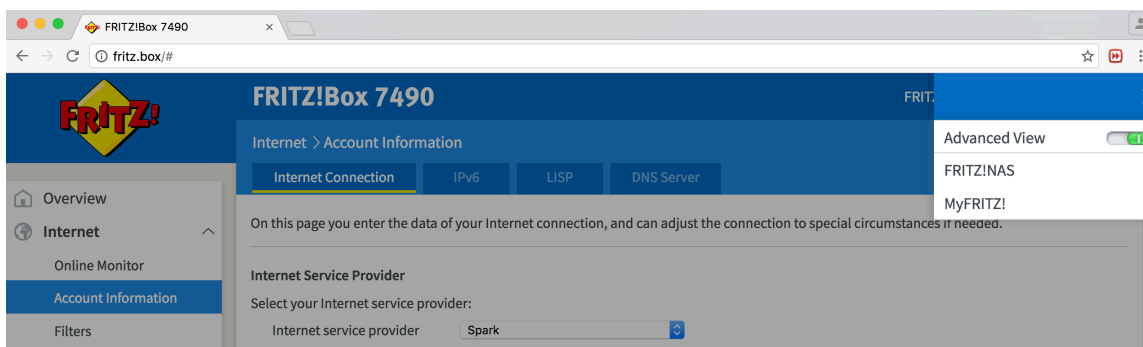 FRITZ!Box 7490
fritz.box/#
FRITZ!
FRITZ!Box 7490
FRITZ
Internet > Account Information
Advanced View
Internet Connection IPv6 LISP DNS Server
FRITZ!NAS
MyFRITZ!
Overview
Internet
On this page you enter the data of your Internet connection, and can adjust the connection to special circumstances if needed.
Online Monitor
Internet Service Provider
Account Information
Select your Internet service provider:
Filters
Internet service provider Spark